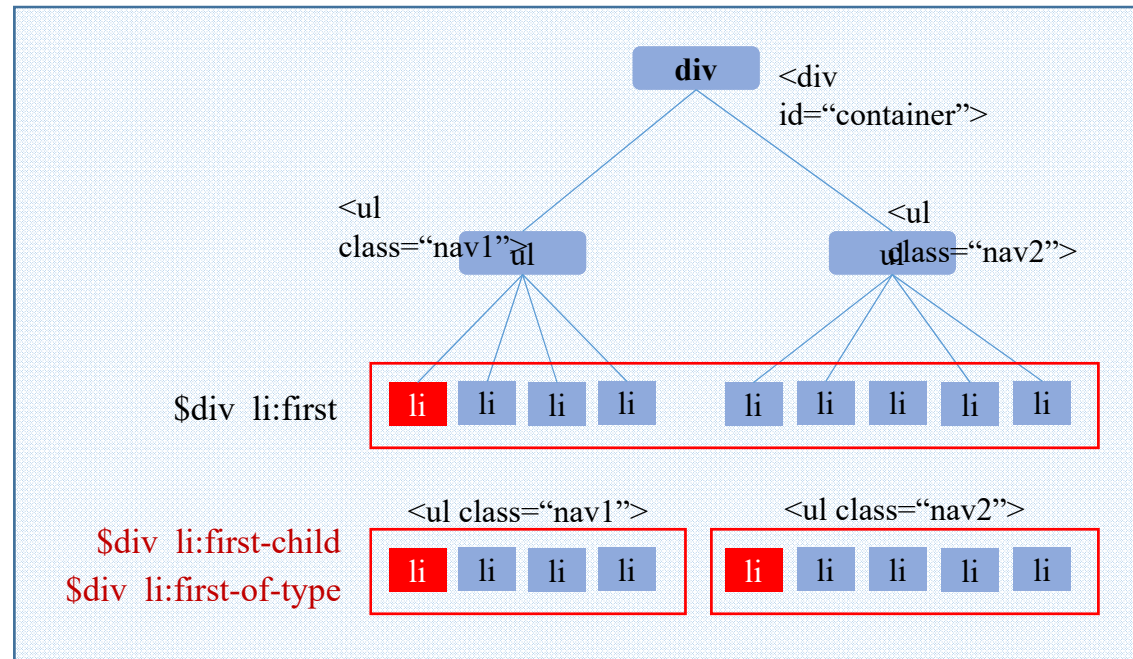 div
<div
id=“container”>
<ul
class=“nav1”>
ul
<ul
class=“nav2”>
ul
$div li:first
li li li li li li li li li
<ul class=“nav1”> <ul class=“nav2”>
$div li:first-child
$div li:first-of-type
li li li li li li li li li